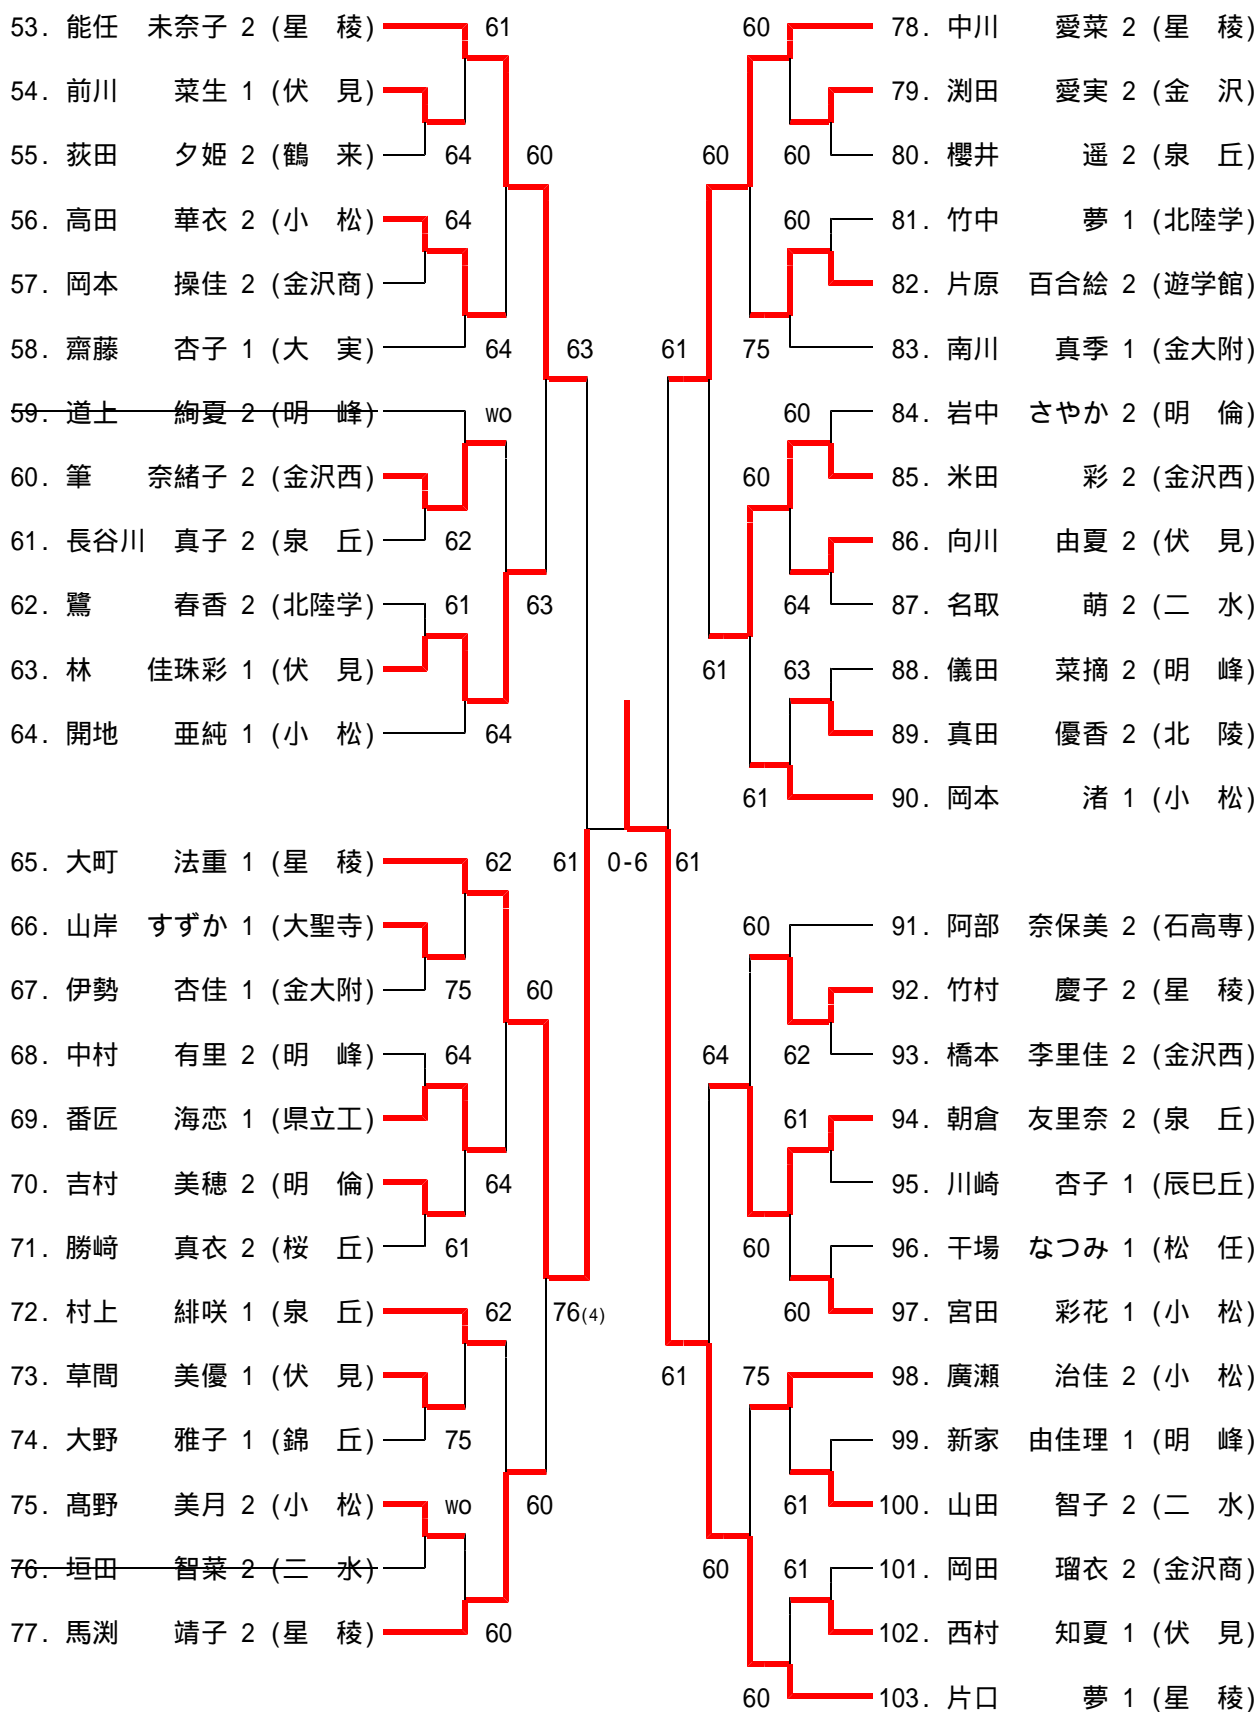 53. 能任 未奈子 2 (星 稜)
61
54. 前川 菜生 1 (伏 見)
55. 荻田 夕姫 2 (鶴 来)
64
60
56. 高田 華衣 2 (小 松)
64
57. 岡本 操佳 2 (金沢商)
58. 齋藤 杏子 1 (大 実)
64
63
59. 道上 絢夏 2 (明 峰)
wo
60. 筆 奈緒子 2 (金沢西)
61. 長谷川 真子 2 (泉 丘)
62
62. 鷺 春香 2 (北陸学)
61
63
63. 林 佳珠彩 1 (伏 見)
64. 開地 亜純 1 (小 松)
64
65. 大町 法重 1 (星 稜)
62
61
0-6
61
66. 山岸 すずか 1 (大聖寺)
67. 伊勢 杏佳 1 (金大附)
75
60
68. 中村 有里 2 (明 峰)
64
69. 番匠 海恋 1 (県立工)
70. 吉村 美穂 2 (明 倫)
64
71. 勝﨑 真衣 2 (桜 丘)
61
72. 村上 緋咲 1 (泉 丘)
62
76(4)
73. 草間 美優 1 (伏 見)
74. 大野 雅子 1 (錦 丘)
75
75. 髙野 美月 2 (小 松)
wo
60
76. 垣田 智菜 2 (二 水)
77. 馬渕 靖子 2 (星 稜)
60
60
78. 中川 愛菜 2 (星 稜)
79. 渕田 愛実 2 (金 沢)
60
60
80. 櫻井 遥 2 (泉 丘)
60
81. 竹中 夢 1 (北陸学)
82. 片原 百合絵 2 (遊学館)
61
75
83. 南川 真季 1 (金大附)
60
84. 岩中 さやか 2 (明 倫)
60
85. 米田 彩 2 (金沢西)
86. 向川 由夏 2 (伏 見)
64
87. 名取 萌 2 (二 水)
61
63
88. 儀田 菜摘 2 (明 峰)
89. 真田 優香 2 (北 陵)
61
90. 岡本 渚 1 (小 松)
60
91. 阿部 奈保美 2 (石高専)
92. 竹村 慶子 2 (星 稜)
64
62
93. 橋本 李里佳 2 (金沢西)
61
94. 朝倉 友里奈 2 (泉 丘)
95. 川崎 杏子 1 (辰巳丘)
60
96. 干場 なつみ 1 (松 任)
60
97. 宮田 彩花 1 (小 松)
61
75
98. 廣瀬 治佳 2 (小 松)
99. 新家 由佳理 1 (明 峰)
61
100. 山田 智子 2 (二 水)
60
61
101. 岡田 瑠衣 2 (金沢商)
102. 西村 知夏 1 (伏 見)
60
103. 片口 夢 1 (星 稜)